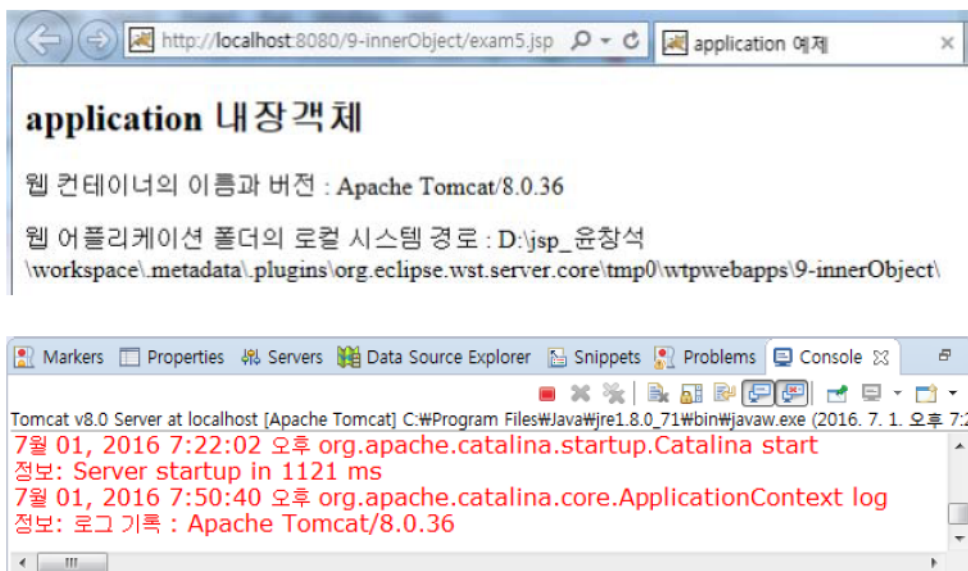 http://localhost:8080/9-innerObject/exam5.jsp
application 예제
application 내장객체
웹 컨테이너의 이름과 버전 : Apache Tomcat/8.0.36
웹 어플리케이션 폴더의 로컬 시스템 경로 : D:\jsp_윤창석
\workspace\.metadata\.plugins\org.eclipse.wst.server.core\tmp0\wtpwebapps\9-innerObject\
Markers Properties Servers Data Source Explorer Snippets Problems Console
Tomcat v8.0 Server at localhost [Apache Tomcat] C:₩Program Files₩Java₩jre1.8.0_71₩bin₩javaw.exe (2016. 7. 1. 오후
7월 01, 2016 7:22:02 오후 org.apache.catalina.startup.Catalina start
정보: Server startup in 1121 ms
7월 01, 2016 7:50:40 오후 org.apache.catalina.core.ApplicationContext log
정보: 로그 기록 : Apache Tomcat/8.0.36